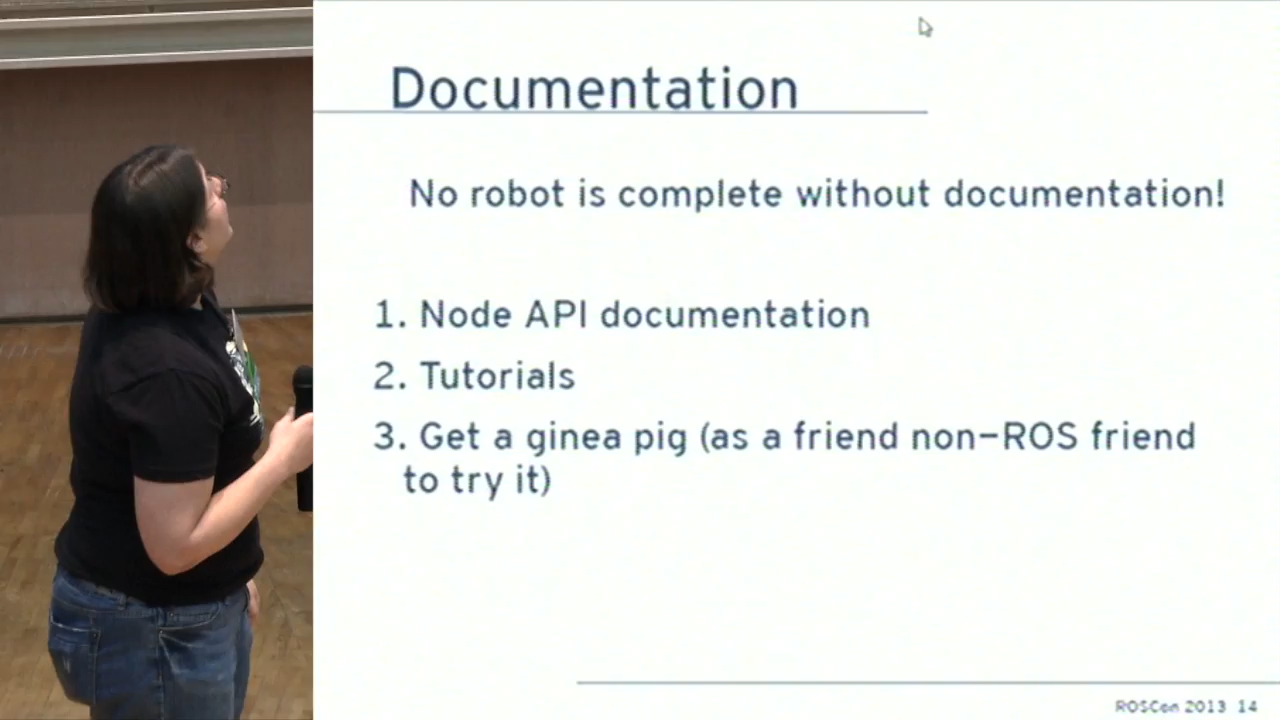 Documentation
No robot is complete without documentation!
1. Node API documentation
2. Tutorials
3. Get a ginea pig (as a friend non-ROS friend
to try it)
ROSCon 2013 14